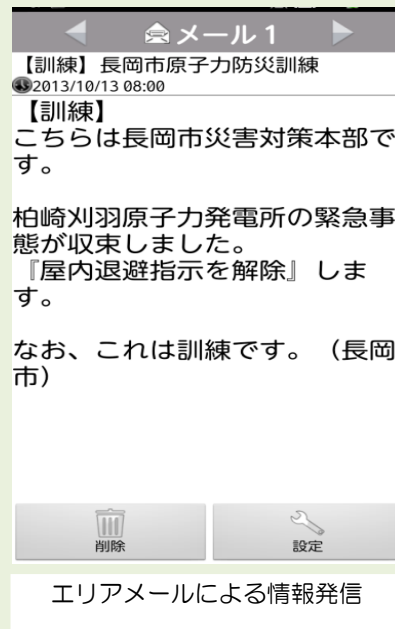 メール 1
【訓練】長岡市原子力防災訓練
2013/10/13 08:00
【訓練】
こちらは長岡市災害対策本部で
す。
柏崎刈羽原子力発電所の緊急事
態が収束しました。
『屋内退避指示を解除』しま
す。
なお、これは訓練です。（長岡
市）
削除
設定
エリアメールによる情報発信